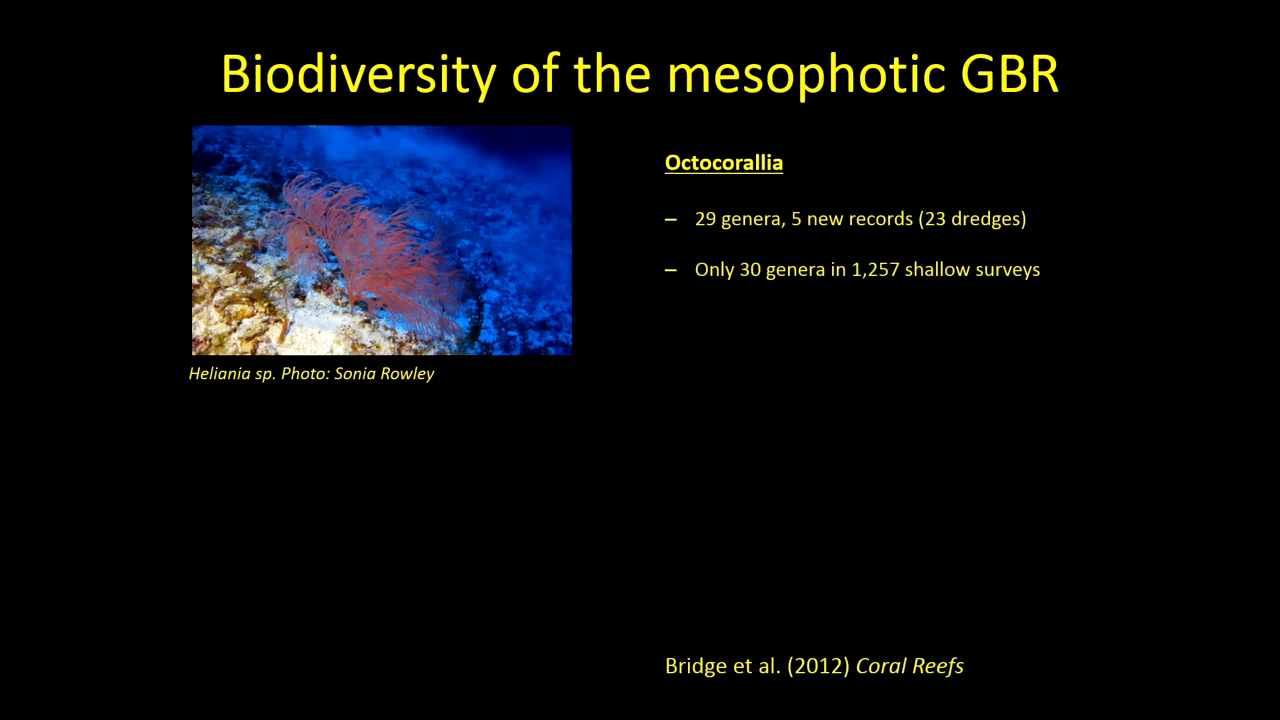 Biodiversity of the mesophotic GBR
Octocorallia
– 29 genera, 5 new records (23 dredges)
– Only 30 genera in 1,257 shallow surveys
Heliania sp. Photo: Sonia Rowley
Bridge et al. (2012) Coral Reefs